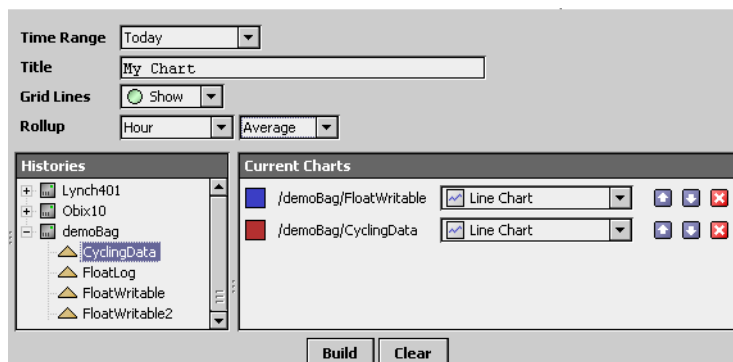 Time Range Today
Title My Chart
Grid Lines Show
Rollup Hour Average
Histories
Lynch401
Obix10
demoBag
CyclingData
FloatLog
FloatWritable
FloatWritable2
Current Charts
/demoBag/FloatWritable Line Chart
/demoBag/CyclingData Line Chart
Build Clear